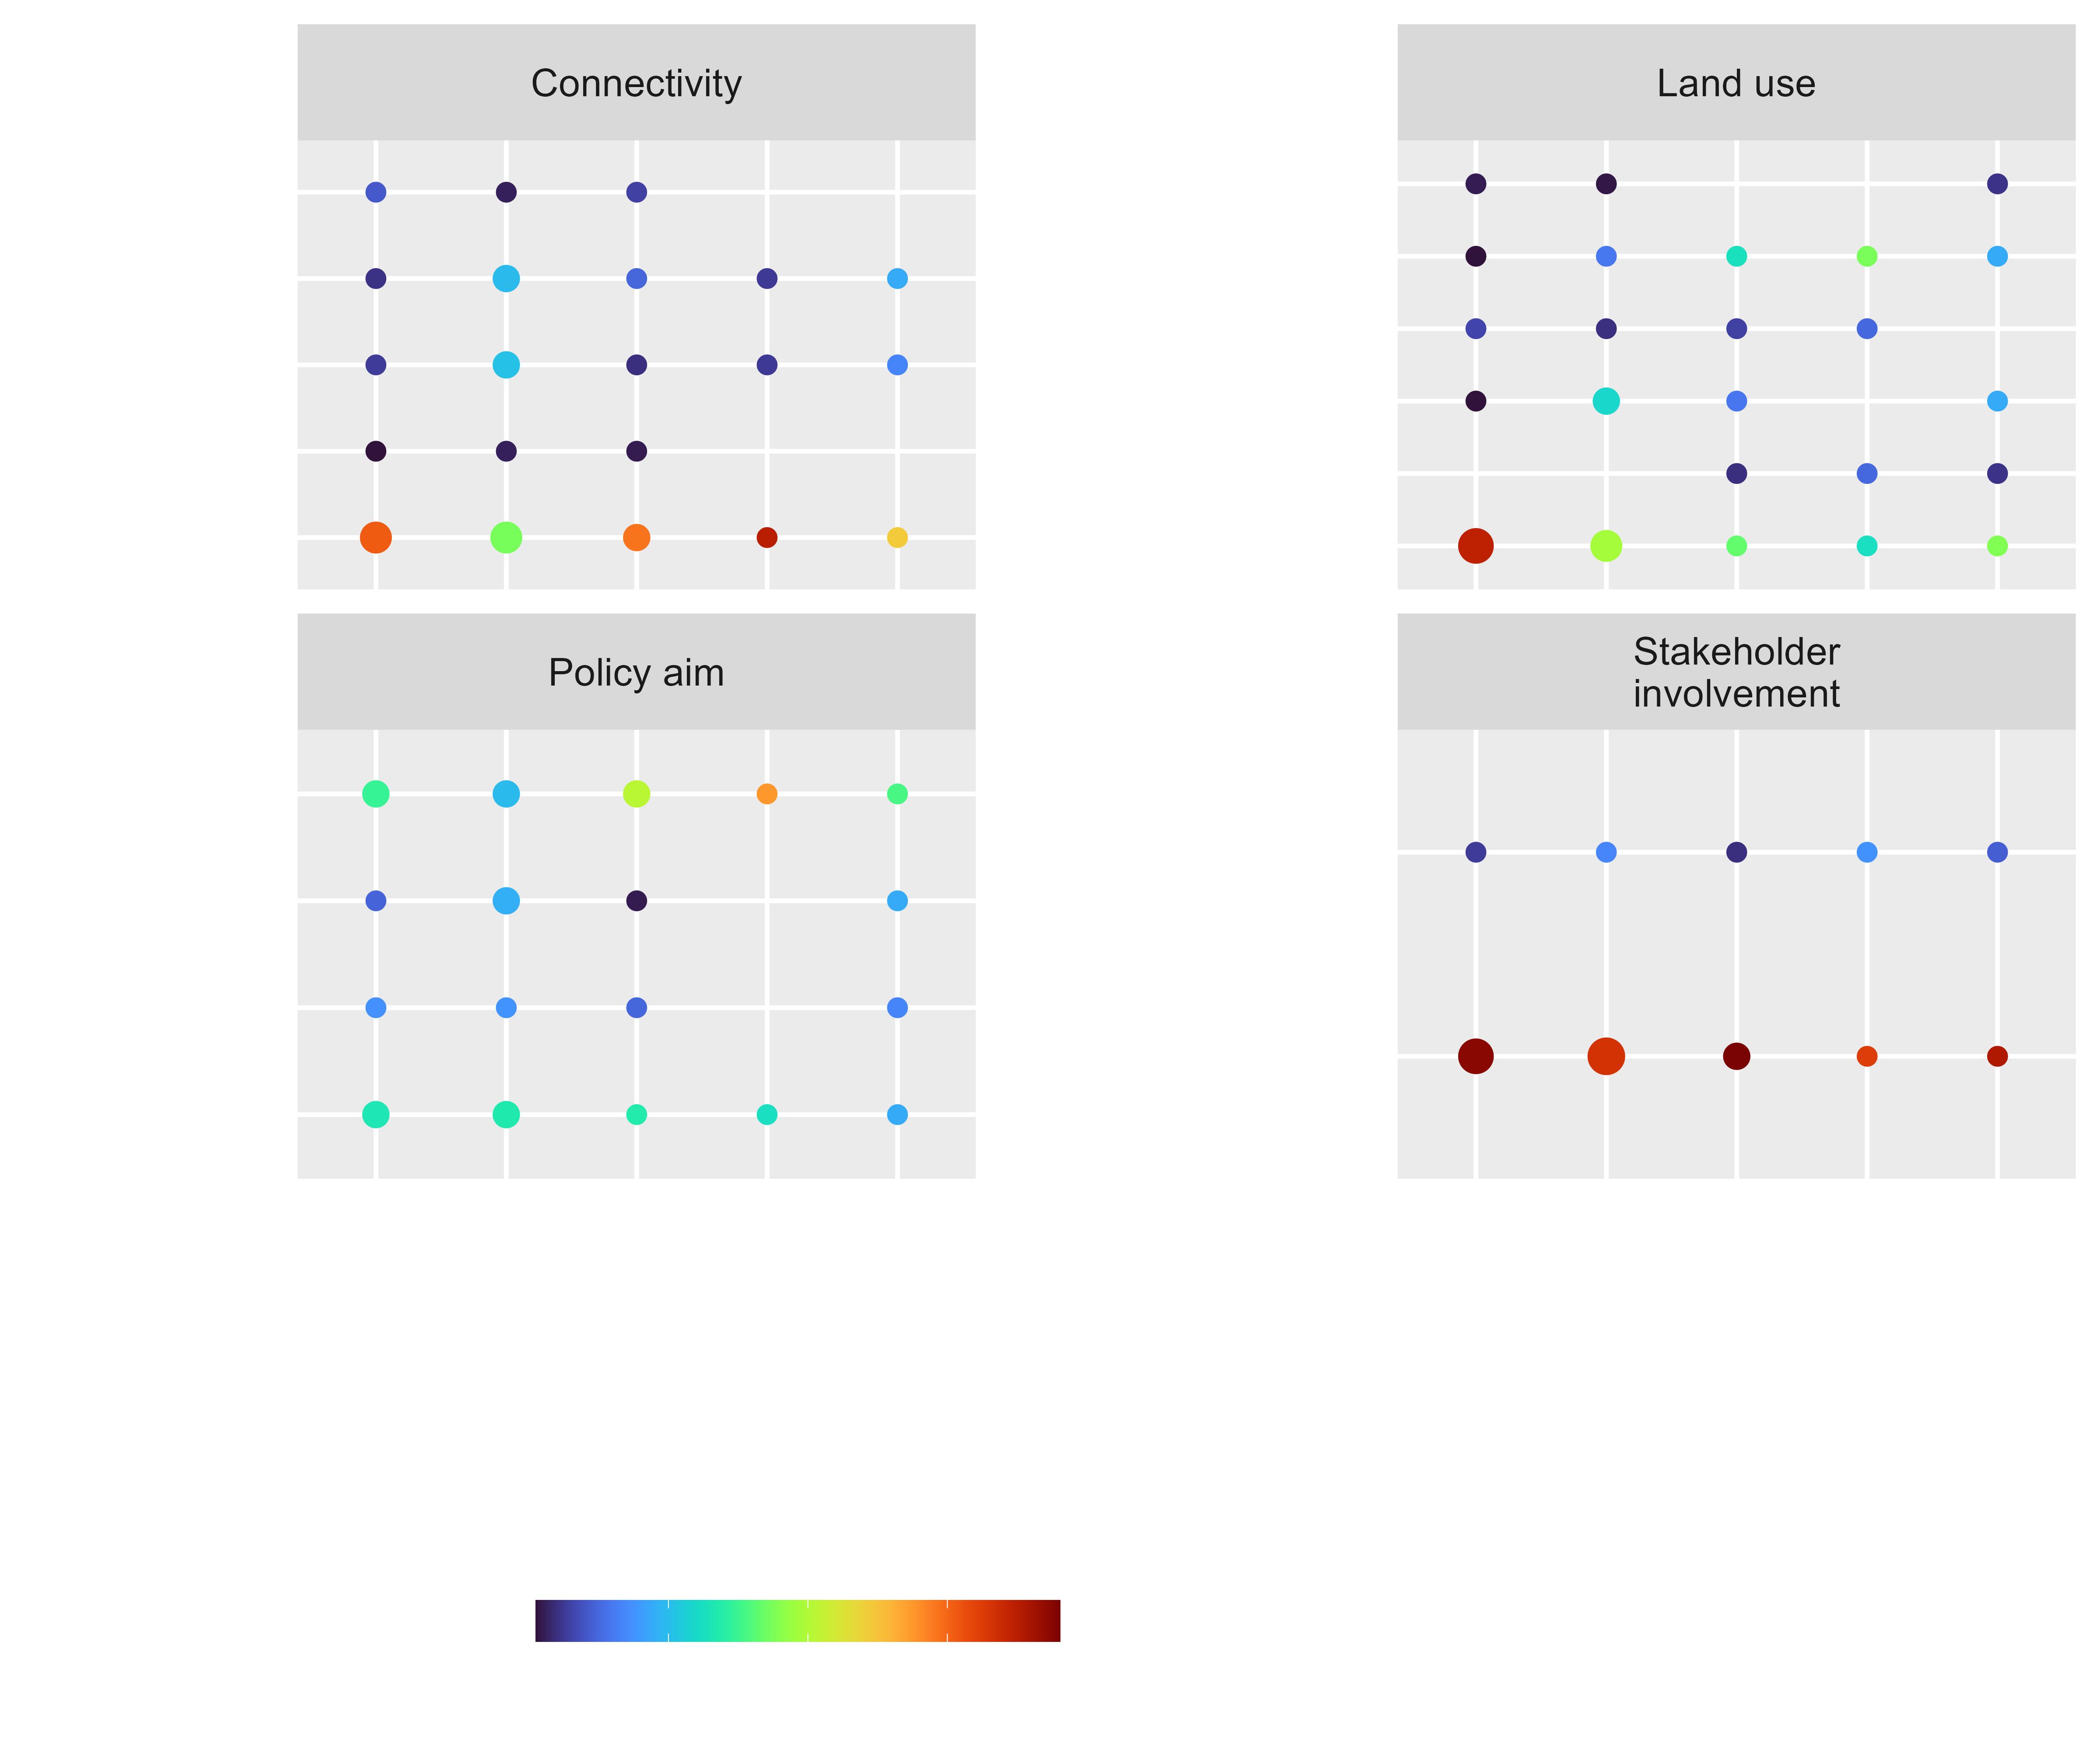 Connectivity
Land use
Policy aim
Stakeholder
involvement